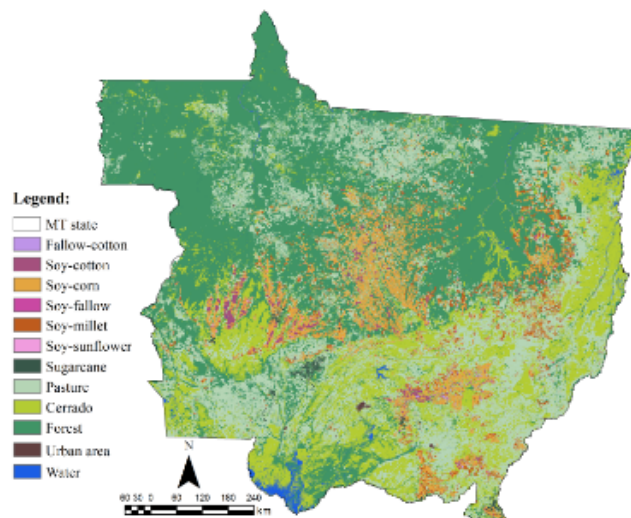 Legend:
MT state
Fallow-cotton
Soy-cotton
Soy-corn
Soy-fallow
Soy-millet
Soy-sunflower
Sugarcane
Pasture
Cerrado
Forest
Urban area
Water
N
60 30 0 60 120 180 240
km